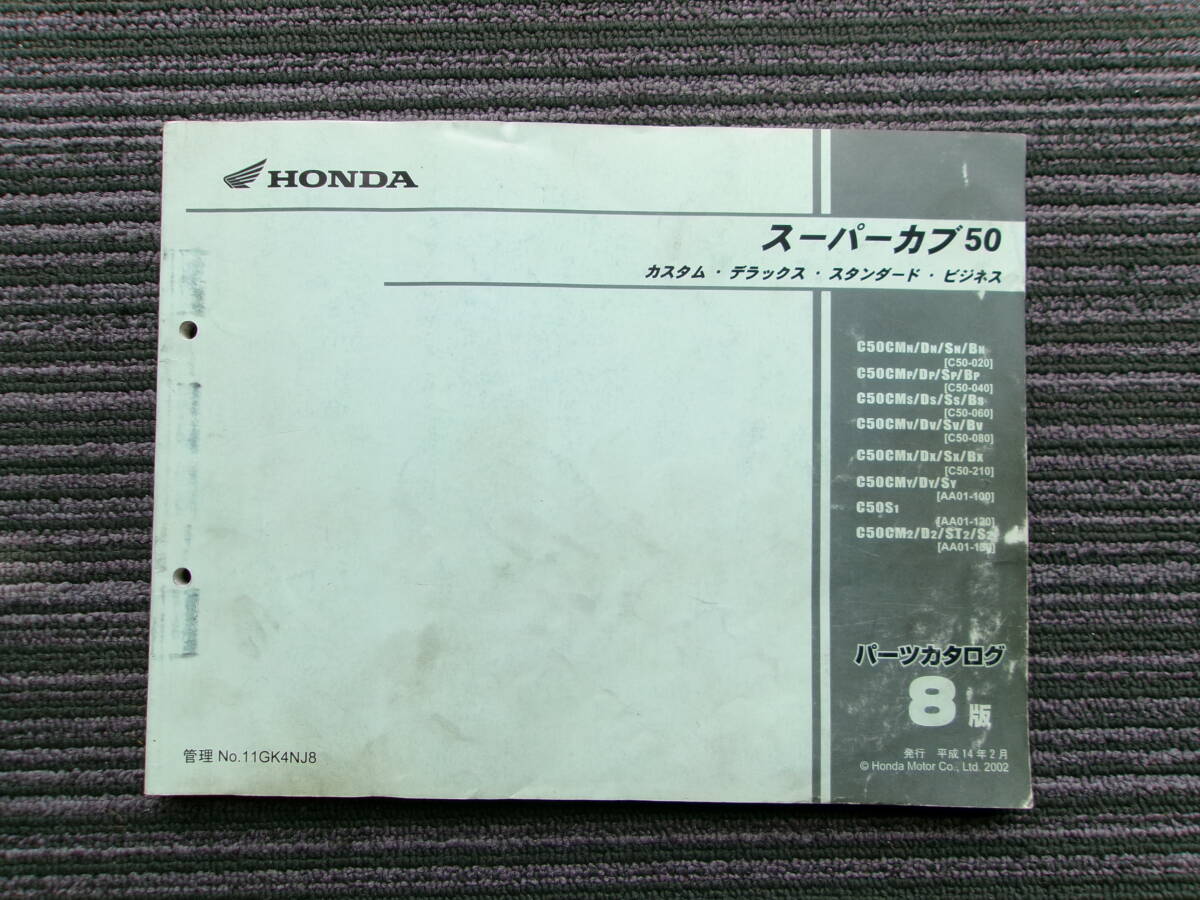 HONDA
スーパーカブ50
カスタム・デラックス・スタンダード・ビジネス
C50CMN/DN/SN/BN
[C50-020]
C50CMP/DP/SP/BP
[C50-040]
C50CMS/DS/SS/BS
[C50-060]
C50CMV/DV/SV/BV
[C50-080]
C50CMX/DX/SX/BX
[C50-210]
C50CMY/DY/SY
[AA01-100]
C50S1
[AA01-120]
C50CM2/D2/ST2/S2
パーツカタログ
8版
管理 No.11GK4NJ8
発行 平成14年2月
© Honda Motor Co., Ltd. 2002